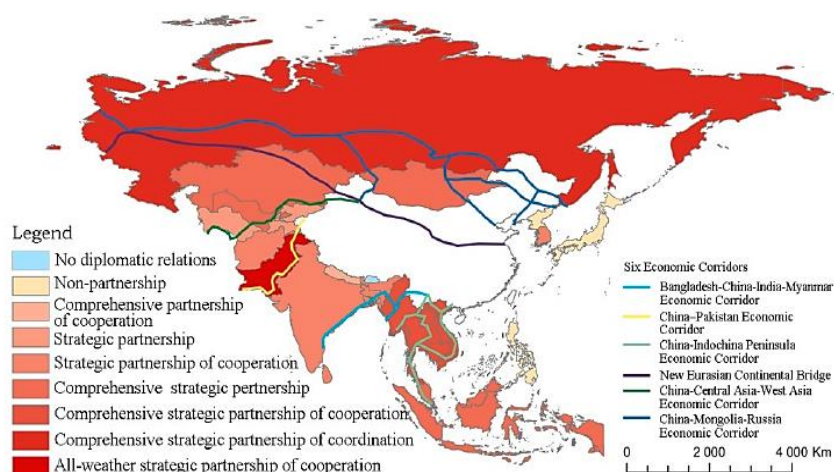 Legend
No diplomatic relations
Non-partnership
Comprehensive partnership
of cooperation
Strategic partnership
Strategic partnership of cooperation
Comprehensive strategic pertnership
Comprehensive strategic partnership of cooperation
Comprehensive strategic partnership of coordination
All-weather strategic partnership of cooperation
Six Economic Corridors
Bangladesh-China-India-Myanmar
Economic Corridor
China–Pakistan Economic
Corridor
China-Indochina Peninsula
Economic Corridor
New Eurasian Continental Bridge
China-Central Asia-West Asia
Economic Corridor
China-Mongolia-Russia
Economic Corridor
0 2 000 4 000 Km